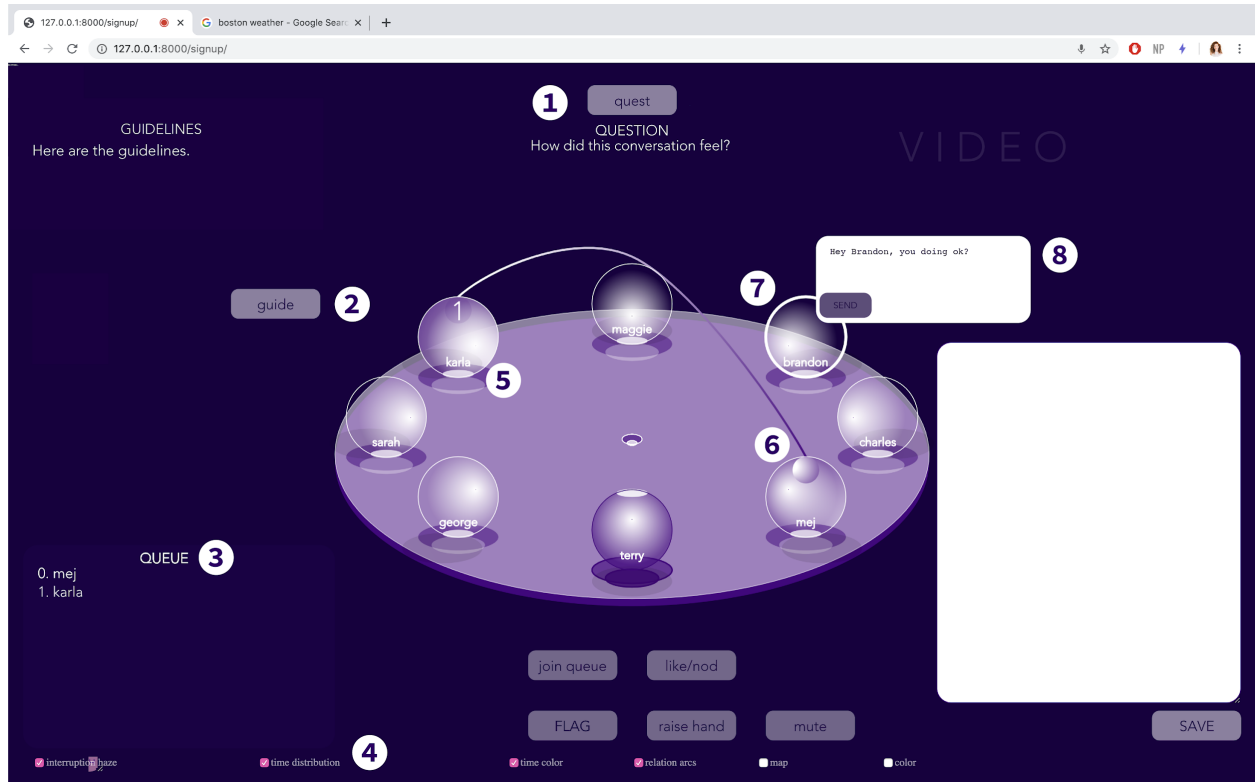 127.0.0.1:8000/signup/
boston weather - Google Searc
127.0.0.1:8000/signup/
NP
1
quest
GUIDELINES
Here are the guidelines.
QUESTION
How did this conversation feel?
VIDEO
Hey Brandon, you doing ok?
SEND
8
7
guide
2
1
karla
5
maggie
brandon
sarah
charles
6
george
mej
terry
QUEUE
3
0. mej
1. karla
join queue
like/nod
FLAG
raise hand
mute
SAVE
4
interruption haze
time distribution
time color
relation arcs
map
color